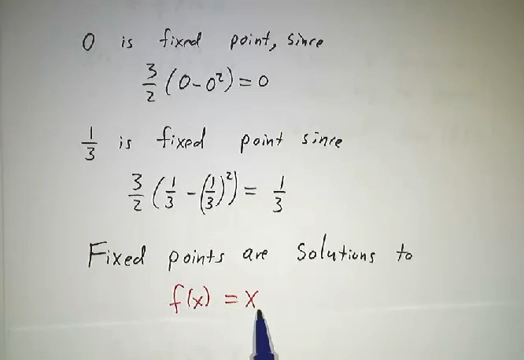 0 is fixed point, since
3/2 (0-0²)=0
1/3 is fixed point since
3/2 (1/3 - (1/3)²) = 1/3
Fixed points are solutions to
f(x) = x